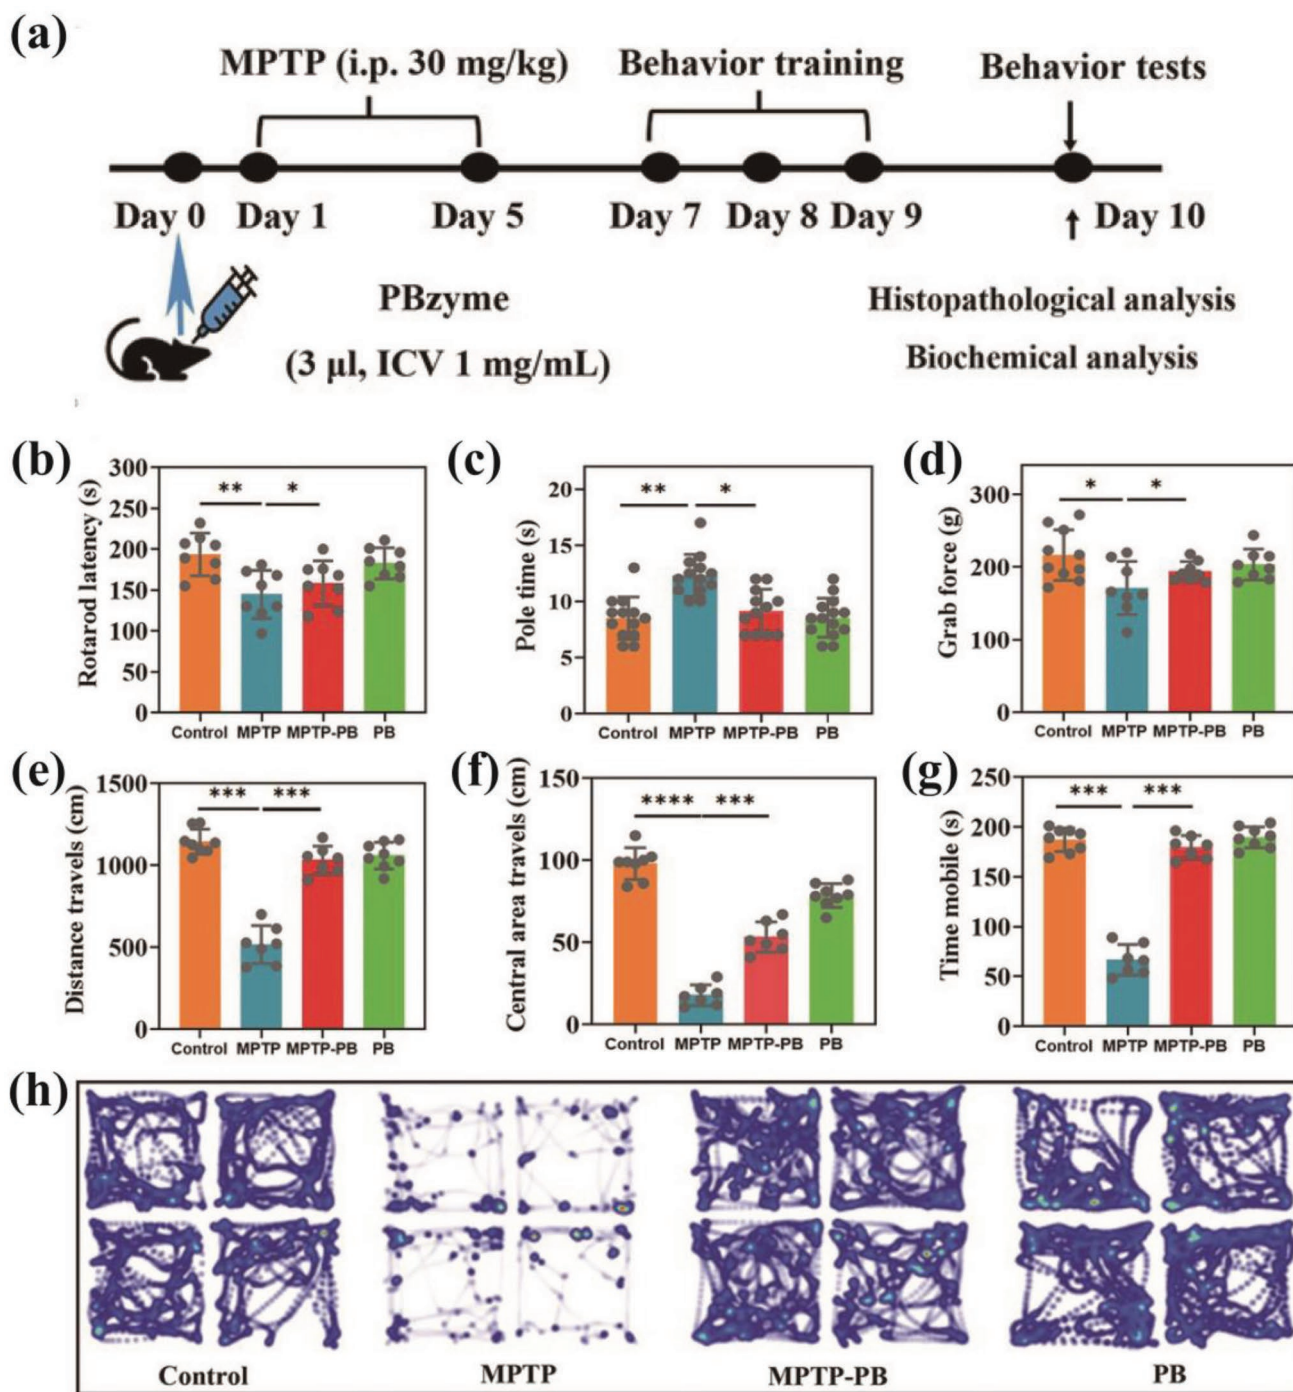 (a)
MPTP (i.p. 30 mg/kg) Behavior training Behavior tests
Day 0 Day 1 Day 5 Day 7 Day 8 Day 9 Day 10
PBzyme
(3 μl, ICV 1 mg/mL)
Histopathological analysis
Biochemical analysis
(b)
Rotarod latency (s)
300
250
200
150
100
50
0
** *
Control MPTP MPTP-PB PB
(c)
Pole time (s)
20
15
10
5
0
** *
Control MPTP MPTP-PB PB
(d)
Grab force (g)
300
200
100
0
* *
Control MPTP MPTP-PB PB
(e)
Distance travels (cm)
1500
1000
500
0
*** ***
Control MPTP MPTP-PB PB
(f)
Central area travels (cm)
150
100
50
0
**** ***
Control MPTP MPTP-PB PB
(g)
Time mobile (s)
250
200
150
100
50
0
*** ***
Control MPTP MPTP-PB PB
(h)
Control MPTP MPTP-PB PB